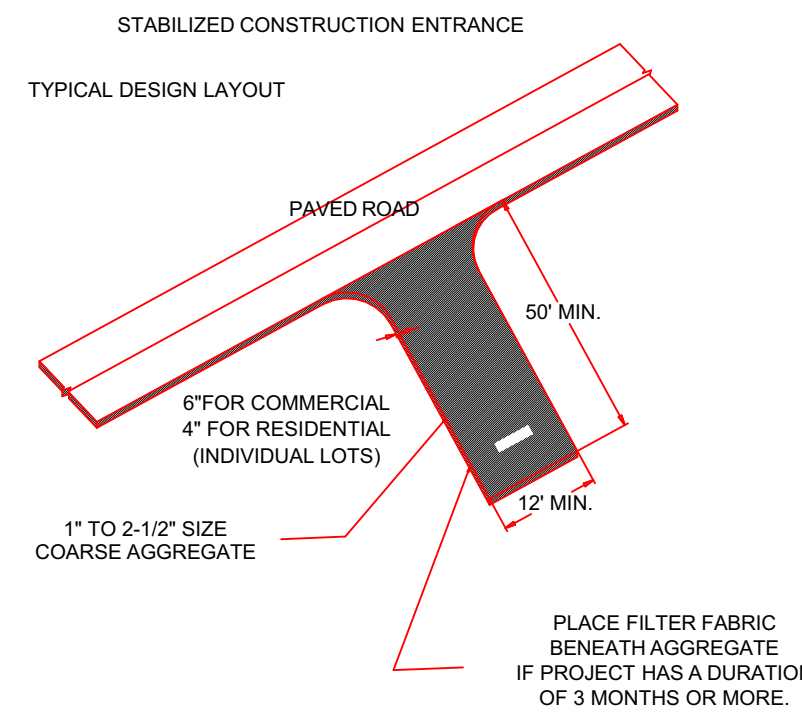 STABILIZED CONSTRUCTION ENTRANCE
TYPICAL DESIGN LAYOUT
PAVED ROAD
50' MIN.
6"FOR COMMERCIAL
4" FOR RESIDENTIAL
(INDIVIDUAL LOTS)
12' MIN.
1" TO 2-1/2" SIZE
COARSE AGGREGATE
PLACE FILTER FABRIC
BENEATH AGGREGATE
IF PROJECT HAS A DURATION
OF 3 MONTHS OR MORE.